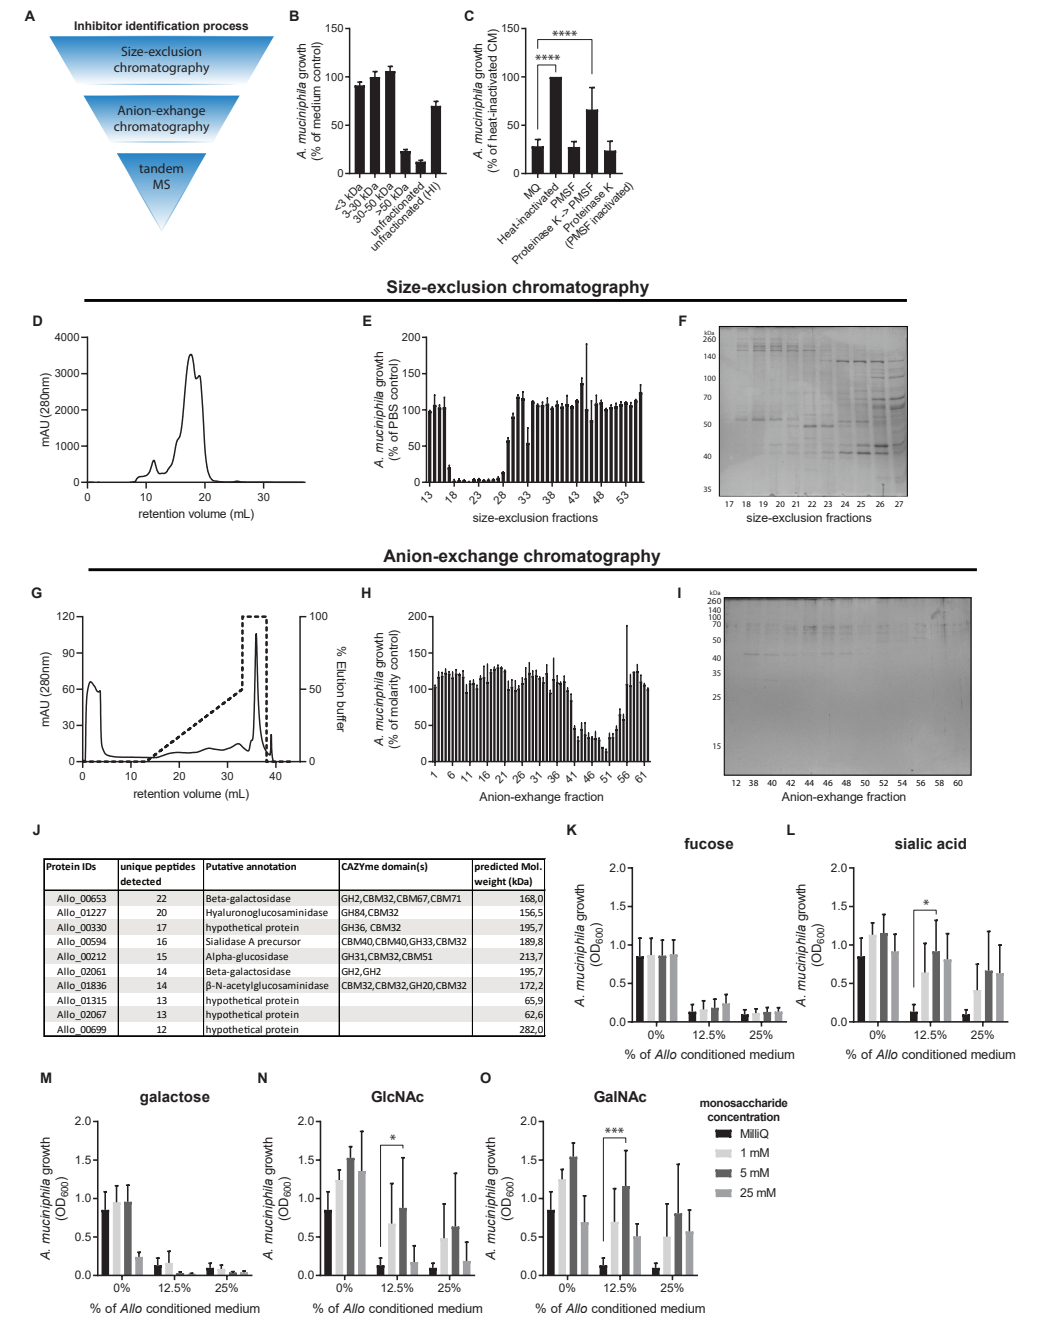 A
Inhibitor identification process
Size-exclusion
chromatography
Anion-exhange
chromatography
tandem
MS
B
A. muciniphila growth
(% of medium control)
150
100
50
0
<3 kDa
3-30 kDa
30-50 kDa
>50 kDa
unfractionated
unfractionated (HI)
C
A. muciniphila growth
(% of heat-inactivated CM)
150
100
50
0
****
****
MQ
Heat-inactivated
PMSF
Proteinase K -> PMSF
Proteinase K
(PMSF inactivated)
Size-exclusion chromatography
D
mAU (280nm)
4000
3000
2000
1000
0
0 10 20 30
retention volume (mL)
E
A. muciniphila growth
(% of PBS control)
200
150
100
50
0
13 18 23 28 33 38 43 48 53
size-exclusion fractions
F
kDa
260
140
100
70
50
40
35
17 18 19 20 21 22 23 24 25 26 27
size-exclusion fractions
Anion-exchange chromatography
G
mAU (280nm)
120
90
60
30
0
100
50
0
% Elution buffer
0 10 20 30 40
retention volume (mL)
H
A. mucinphila growth
(% of molarity control)
200
150
100
50
0
1 6 11 16 21 26 31 36 41 46 51 56 61
Anion-exhange fraction
I
kDa
260
140
100
70
50
40
35
25
15
12 38 40 42 44 46 48 50 52 54 56 58 60
Anion-exhange fraction
J
Protein IDs unique peptides detected Putative annotation CAZYme domain(s) predicted Mol. weight (kDa)
Allo_00653 22 Beta-galactosidase GH2,CBM32,CBM67,CBM71 168,0
Allo_01227 20 Hyaluronoglucosaminidase GH84,CBM32 156,5
Allo_00330 17 hypothetical protein GH36, CBM32 195,7
Allo_00594 16 Sialidase A precursor CBM40,CBM40,GH33,CBM32 189,8
Allo_00212 15 Alpha-glucosidase GH31,CBM32,CBM51 213,7
Allo_02061 14 Beta-galactosidase GH2,GH2 195,7
Allo_01836 14 β-N-acetylglucosaminidase CBM32,CBM32,GH20,CBM32 172,2
Allo_01315 13 hypothetical protein 65,9
Allo_02067 13 hypothetical protein 62,6
Allo_00699 12 hypothetical protein 282,0
K
fucose
A. muciniphila growth
(OD600)
2.0
1.5
1.0
0.5
0.0
0% 12.5% 25%
% of Allo conditioned medium
L
sialic acid
A. muciniphila growth
(OD600)
2.0
1.5
1.0
0.5
0.0
*
0% 12.5% 25%
% of Allo conditioned medium
M
galactose
A. muciniphila growth
(OD600)
2.0
1.5
1.0
0.5
0.0
0% 12.5% 25%
% of Allo conditioned medium
N
GlcNAc
A. muciniphila growth
(OD600)
2.0
1.5
1.0
0.5
0.0
*
0% 12.5% 25%
% of Allo conditioned medium
O
GalNAc
A. muciniphila growth
(OD600)
2.0
1.5
1.0
0.5
0.0
***
0% 12.5% 25%
% of Allo conditioned medium
monosaccharide
concentration
MilliQ
1 mM
5 mM
25 mM